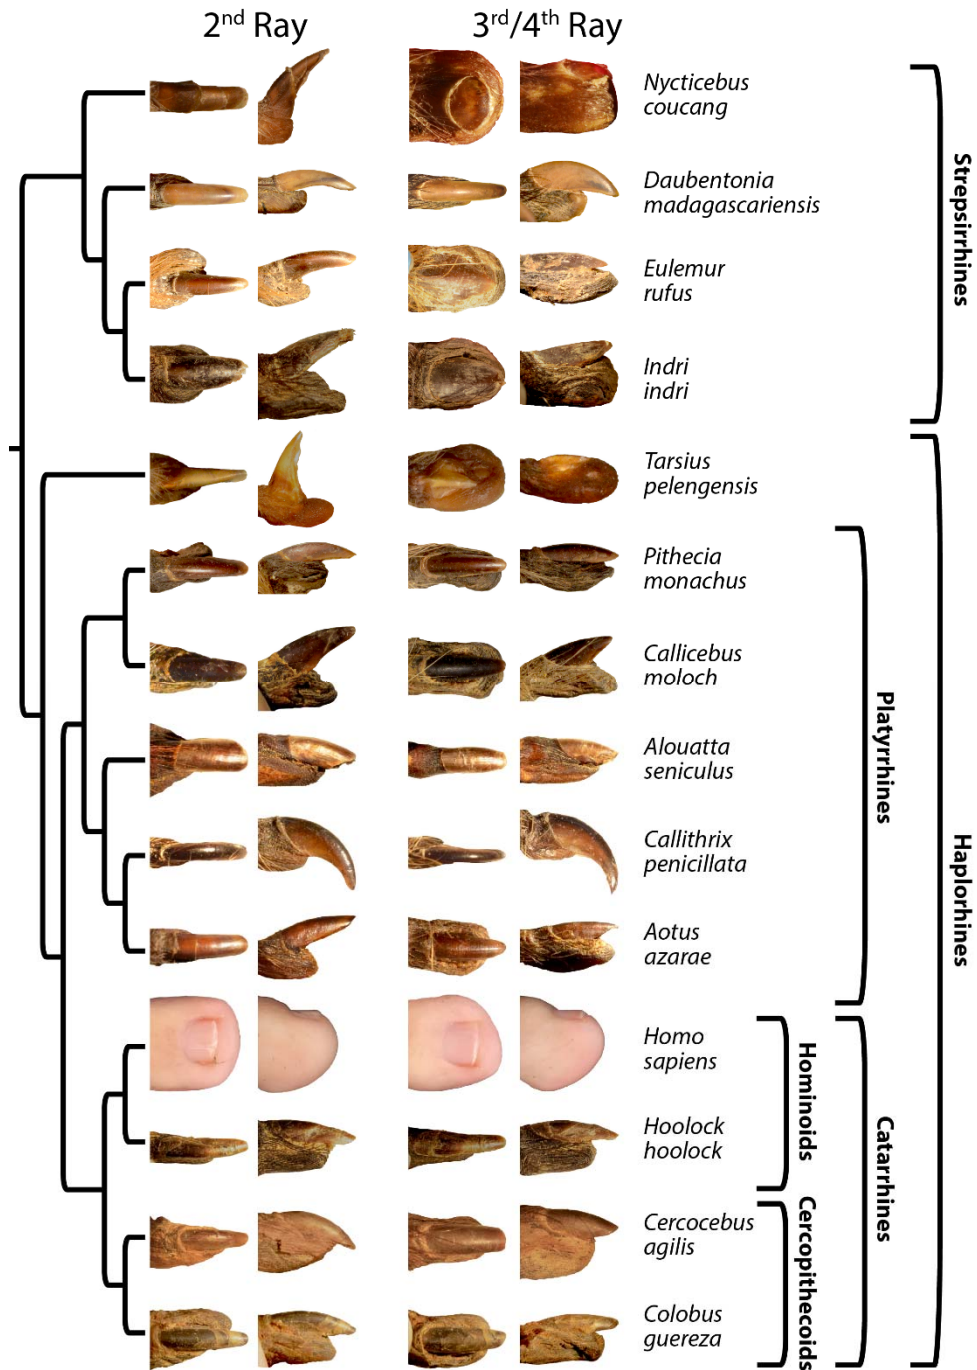 2nd Ray
3rd/4th Ray
Nycticebus
coucang
Daubentonia
madagascariensis
Eulemur
rufus
Indri
indri
Tarsius
pelengensis
Pithecia
monachus
Callicebus
moloch
Alouatta
seniculus
Callithrix
penicillata
Aotus
azarae
Homo
sapiens
Hoolock
hoolock
Cercocebus
agilis
Colobus
guereza
Strepsirrhines
Haplorhines
Platyrrhines
Catarrhines
Hominoids
Cercopithecoids